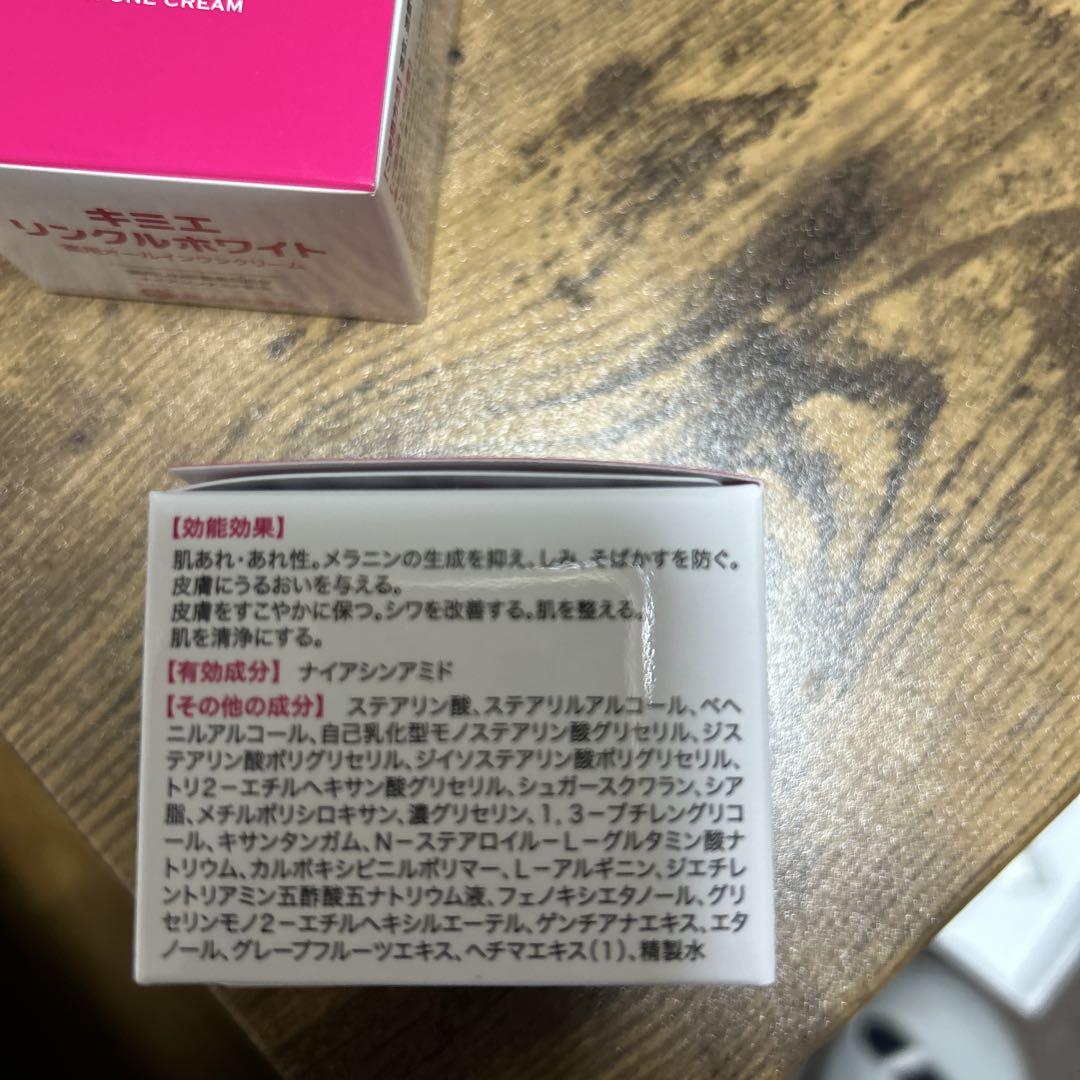 ONE CREAM
キミエ
リンクルホワイト
薬用オールインワンクリーム
【効能効果】
肌あれ・あれ性。メラニンの生成を抑え、しみ、そばかすを防ぐ。
皮膚にうるおいを与える。
皮膚をすこやかに保つ。シワを改善する。肌を整える。
肌を清浄にする。
【有効成分】 ナイアシンアミド
【その他の成分】 ステアリン酸、ステアリルアルコール、ベヘ
ニルアルコール、自己乳化型モノステアリン酸グリセリル、ジス
テアリン酸ポリグリセリル、ジイソステアリン酸ポリグリセリル、
トリ2－エチルヘキサン酸グリセリル、シュガースクワラン、シア
脂、メチルポリシロキサン、濃グリセリン、1，3－ブチレングリコ
ール、キサンタンガム、N－ステアロイル－L－グルタミン酸ナ
トリウム、カルボキシビニルポリマー、L－アルギニン、ジエチレ
ントリアミン五酢酸五ナトリウム液、フェノキシエタノール、グリ
セリンモノ2－エチルヘキシルエーテル、ゲンチアナエキス、エタ
ノール、グレープフルーツエキス、ヘチマエキス(1)、精製水